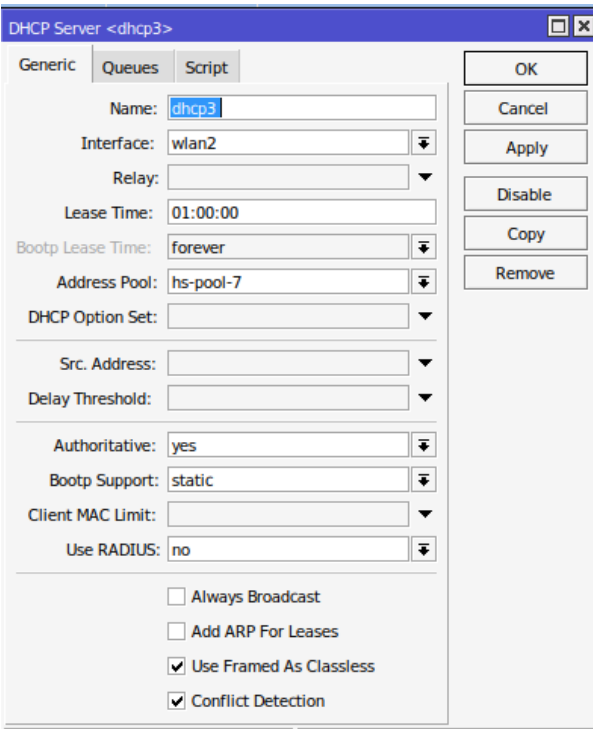 DHCP Server <dhcp3>
Generic Queues Script
Name: dhcp3
Interface: wlan2
Relay:
Lease Time: 01:00:00
Bootp Lease Time: forever
Address Pool: hs-pool-7
DHCP Option Set:
Src. Address:
Delay Threshold:
Authoritative: yes
Bootp Support: static
Client MAC Limit:
Use RADIUS: no
Always Broadcast
Add ARP For Leases
Use Framed As Classless
Conflict Detection
OK
Cancel
Apply
Disable
Copy
Remove